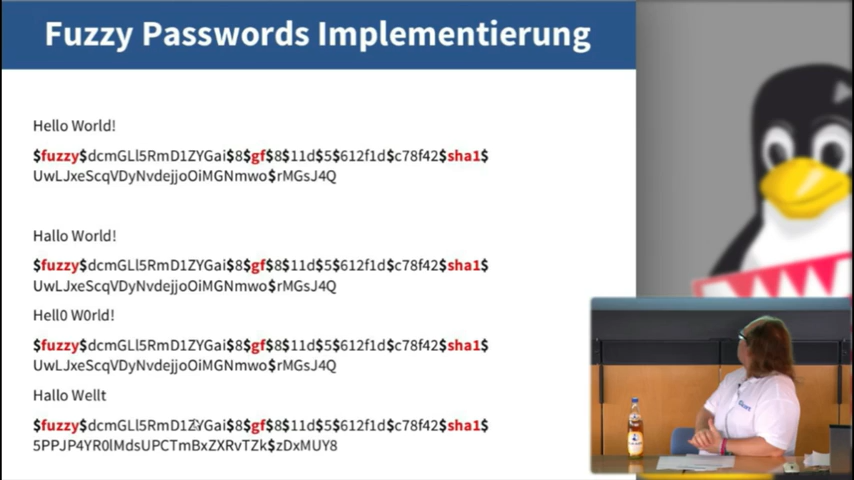 Fuzzy Passwords Implementierung
Hello World!
$fuzzy$dcmGLl5RmD1ZYGai$8$gf$8$11d$5$612f1d$c78f42$sha1$
UwLJxeScqVDyNvdejjoOiMGNmwo$rMGsJ4Q
Hallo World!
$fuzzy$dcmGLl5RmD1ZYGai$8$gf$8$11d$5$612f1d$c78f42$sha1$
UwLJxeScqVDyNvdejjoOiMGNmwo$rMGsJ4Q
Hell0 W0rld!
$fuzzy$dcmGLl5RmD1ZYGai$8$gf$8$11d$5$612f1d$c78f42$sha1$
UwLJxeScqVDyNvdejjoOiMGNmwo$rMGsJ4Q
Hallo Wellt
$fuzzy$dcmGLl5RmD1ZYGai$8$gf$8$11d$5$612f1d$c78f42$sha1$
5PPJP4YR0lMdsUPCTmBxZXRvTZk$zDxMUY8